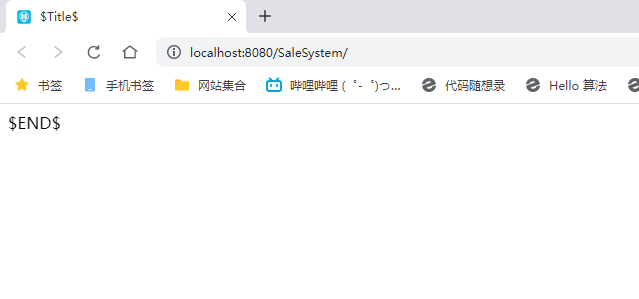 $Title$
localhost:8080/SaleSystem/
书签 手机书签 网站集合 哔哩哔哩 ( ゜- ゜)つ... 代码随想录 Hello 算法
$END$